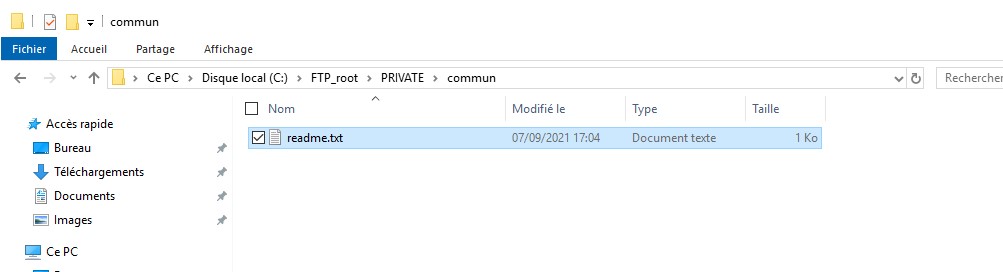 commun
Fichier Accueil Partage Affichage
Ce PC Disque local (C:) FTP_root PRIVATE commun Rechercher
Nom Modifié le Type Taille
Accès rapide
readme.txt 07/09/2021 17:04 Document texte 1 Ko
Bureau
Téléchargements
Documents
Images
Ce PC